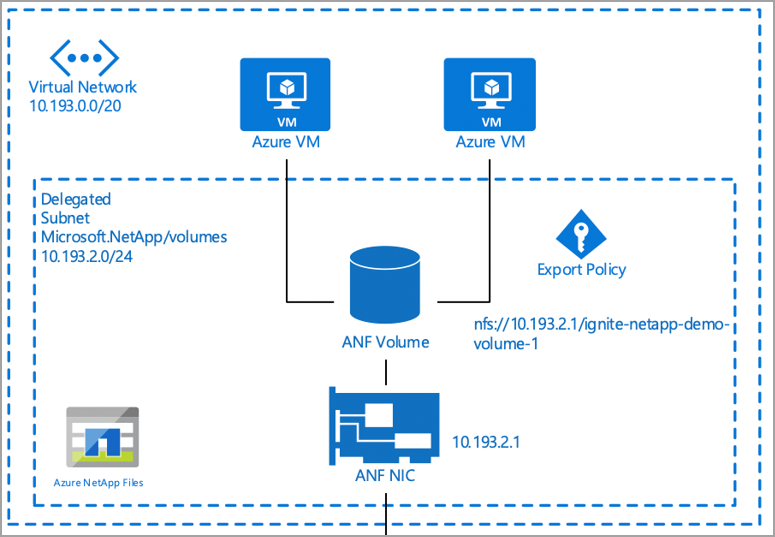 Virtual Network
10.193.0.0/20
VM
Azure VM
VM
Azure VM
Delegated
Subnet
Microsoft.NetApp/volumes
10.193.2.0/24
Export Policy
ANF Volume
nfs://10.193.2.1/ignite-netapp-demo-
volume-1
10.193.2.1
ANF NIC
Azure NetApp Files